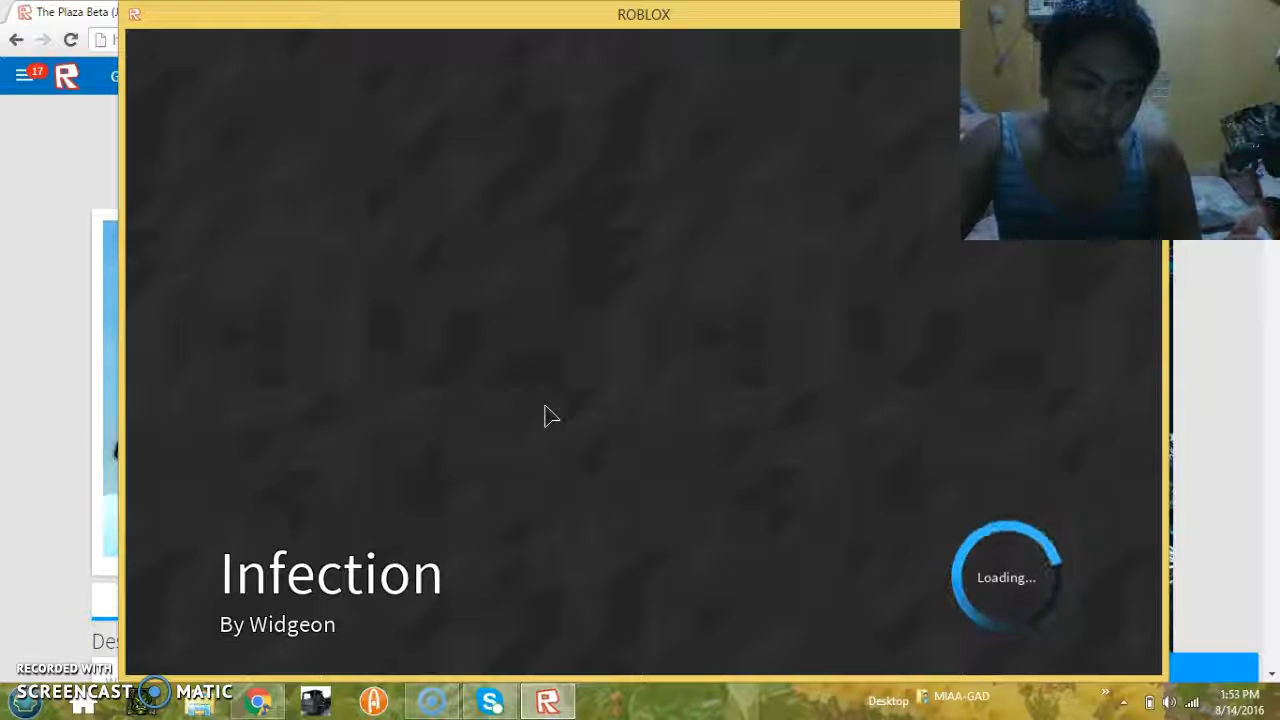 The Plaza Beta (
ROBLOX
17
Infection
By Widgeon
Loading...
RECORDED WITH
SCREENCAST MATIC
Desktop
MIAA-GAD
1:53 PM
8/14/2016